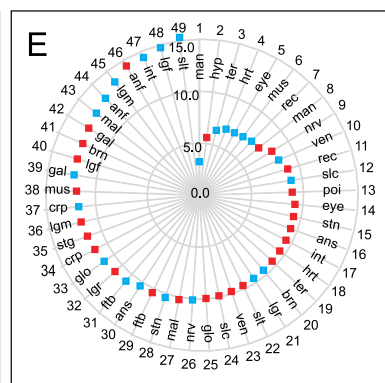 E
1 man
2 hyp
3 ter
4 hrt
5 eye
6 mus
7 rec
8 man
9 nrv
10 ven
11 rec
12 slc
13 poi
14 eye
15 stn
16 ans
17 int
18 hrt
19 ter
20 brn
21 lgr
22 slt
23 ven
24 slc
25 glo
26 nrv
27 mal
28 stn
29 ftb
30 ans
31 ftb
32 lgr
33 glo
34 crp
35 stg
36 lgm
37 crp
38 mus
39 gal
40 lgf
41 brn
42 gal
43 mal
44 anf
45 lgm
46 anf
47 int
48 lgf
49 slt
15.0
10.0
5.0
0.0